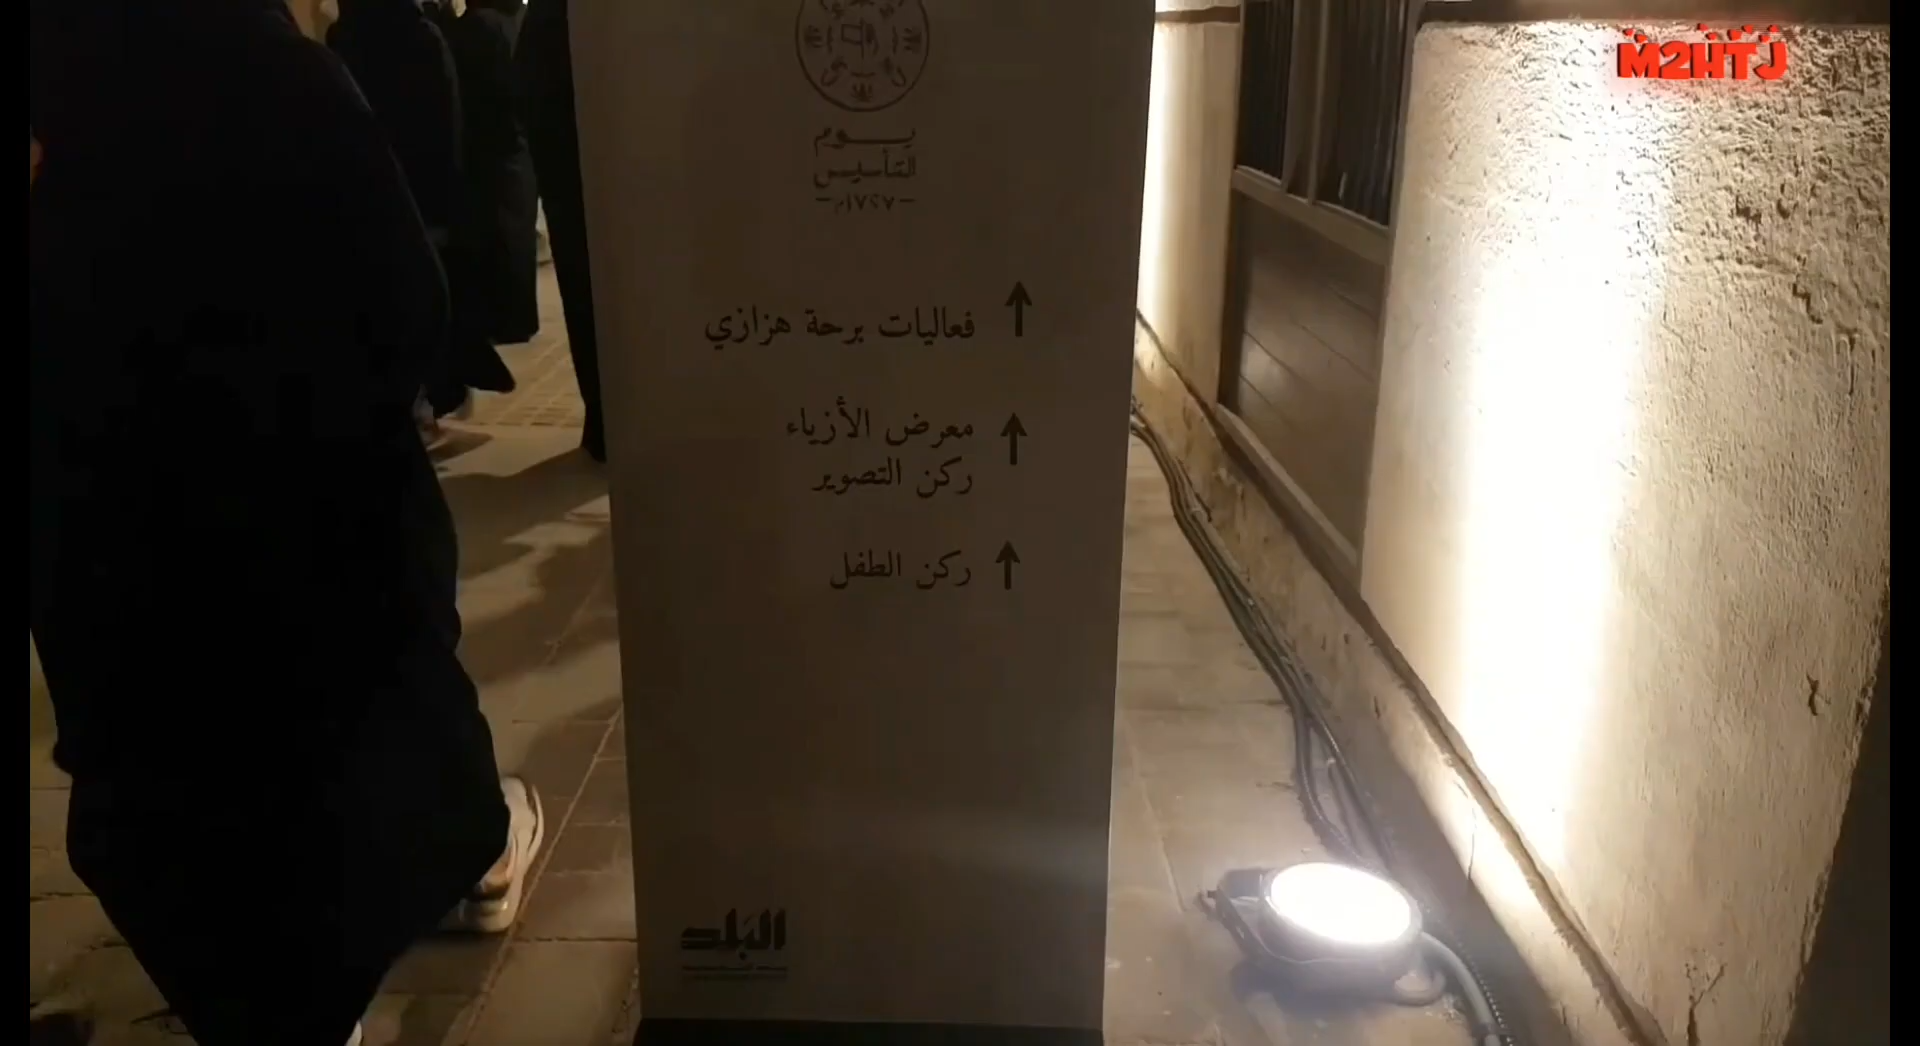 M2HTJ
يوم
التأسيس
١٧٢٧م
فعاليات برحة هزازي
معرض الأزياء
ركن التصوير
ركن الطفل
البلد